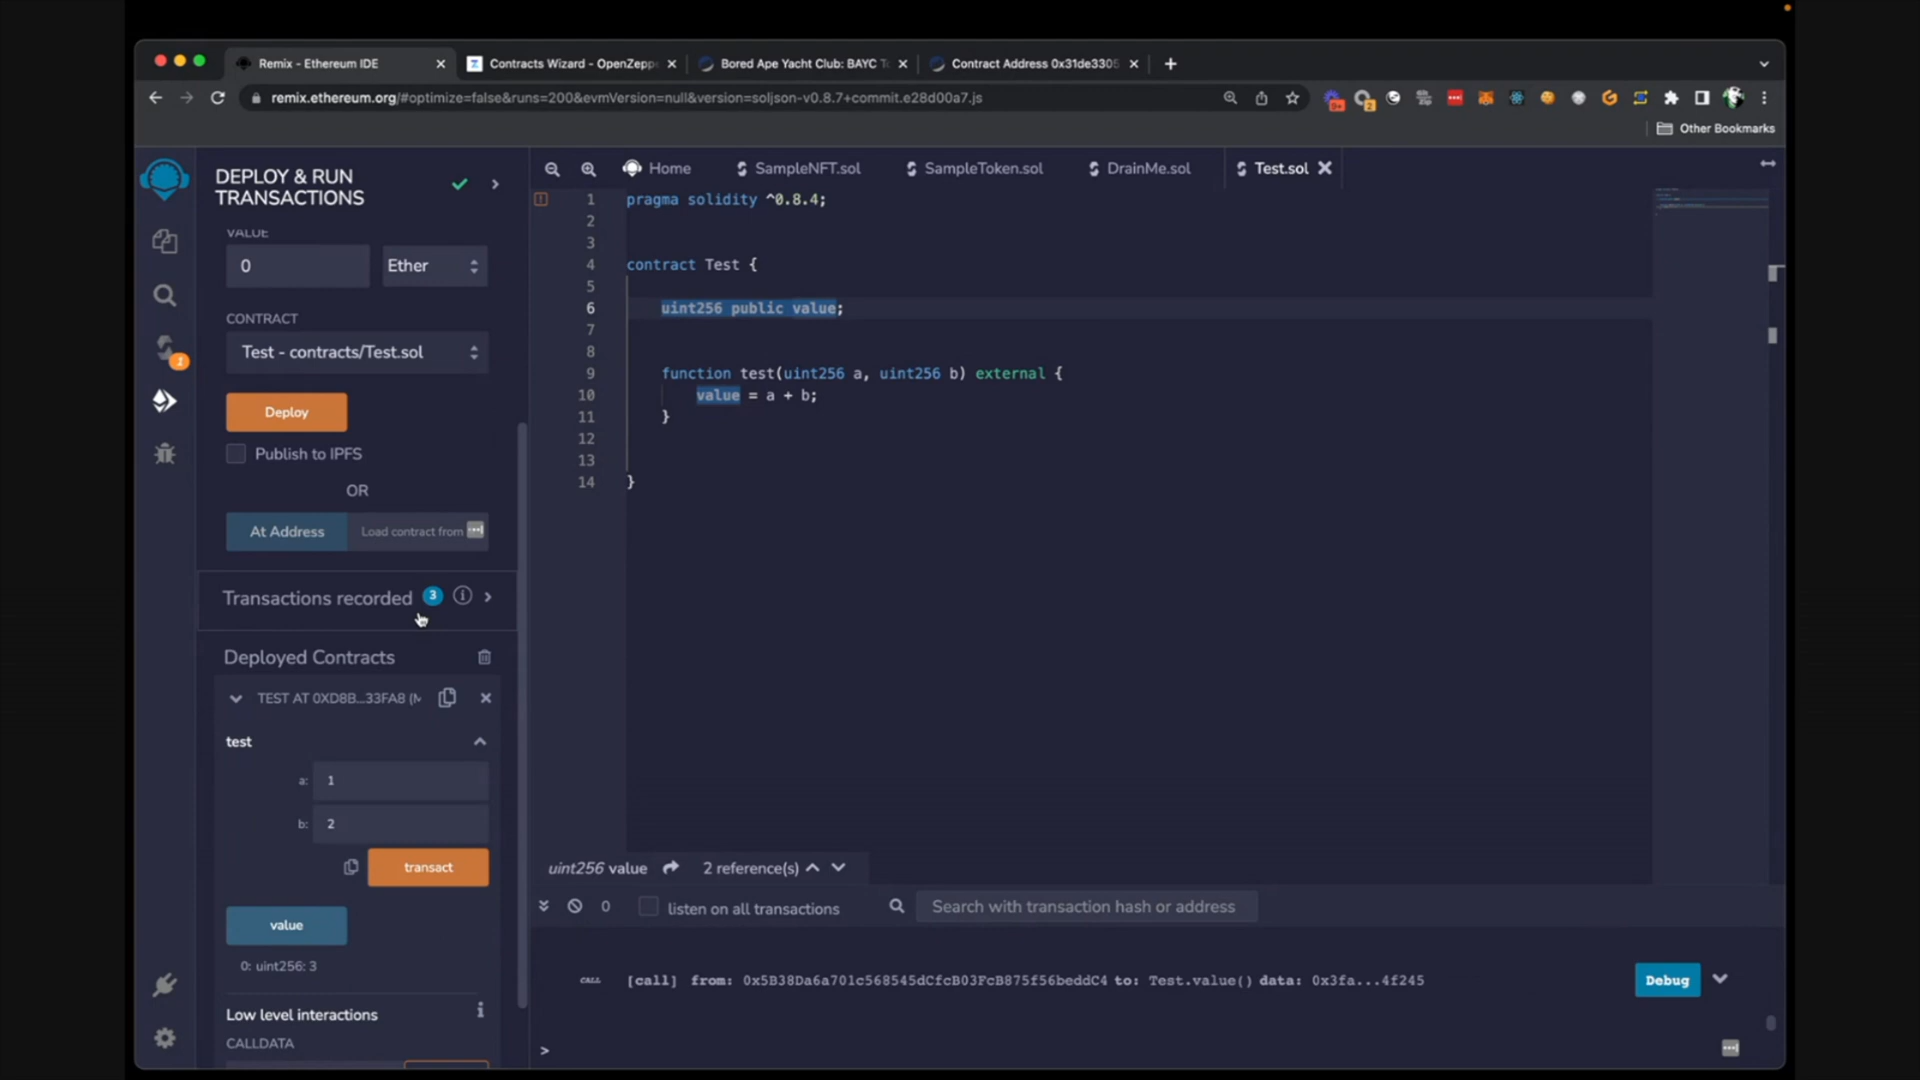 Remix - Ethereum IDE
Contracts Wizard - OpenZepp
Bored Ape Yacht Club: BAYC T
Contract Address 0x31de3305
remix.ethereum.org/#optimize=false&runs=200&evmVersion=null&version=soljson-v0.8.7+commit.e28d00a7.js
9+
2
Other Bookmarks
DEPLOY & RUN
TRANSACTIONS
Home
SampleNFT.sol
SampleToken.sol
DrainMe.sol
Test.sol
VALUE
0
Ether
CONTRACT
Test - contracts/Test.sol
1
Deploy
Publish to IPFS
OR
At Address
Load contract from
Transactions recorded 3
Deployed Contracts
TEST AT 0XD8B...33FA8 (M
test
a: 1
b: 2
transact
value
0: uint256: 3
Low level interactions
CALLDATA
1 pragma solidity ^0.8.4;
2
3
4 contract Test {
5
6 uint256 public value;
7
8
9 function test(uint256 a, uint256 b) external {
10 value = a + b;
11 }
12
13
14 }
uint256 value 2 reference(s)
0 listen on all transactions
Search with transaction hash or address
CALL [call] from: 0x5B38Da6a701c568545dCfcB03FcB875f56beddC4 to: Test.value() data: 0x3fa...4f245
Debug
>